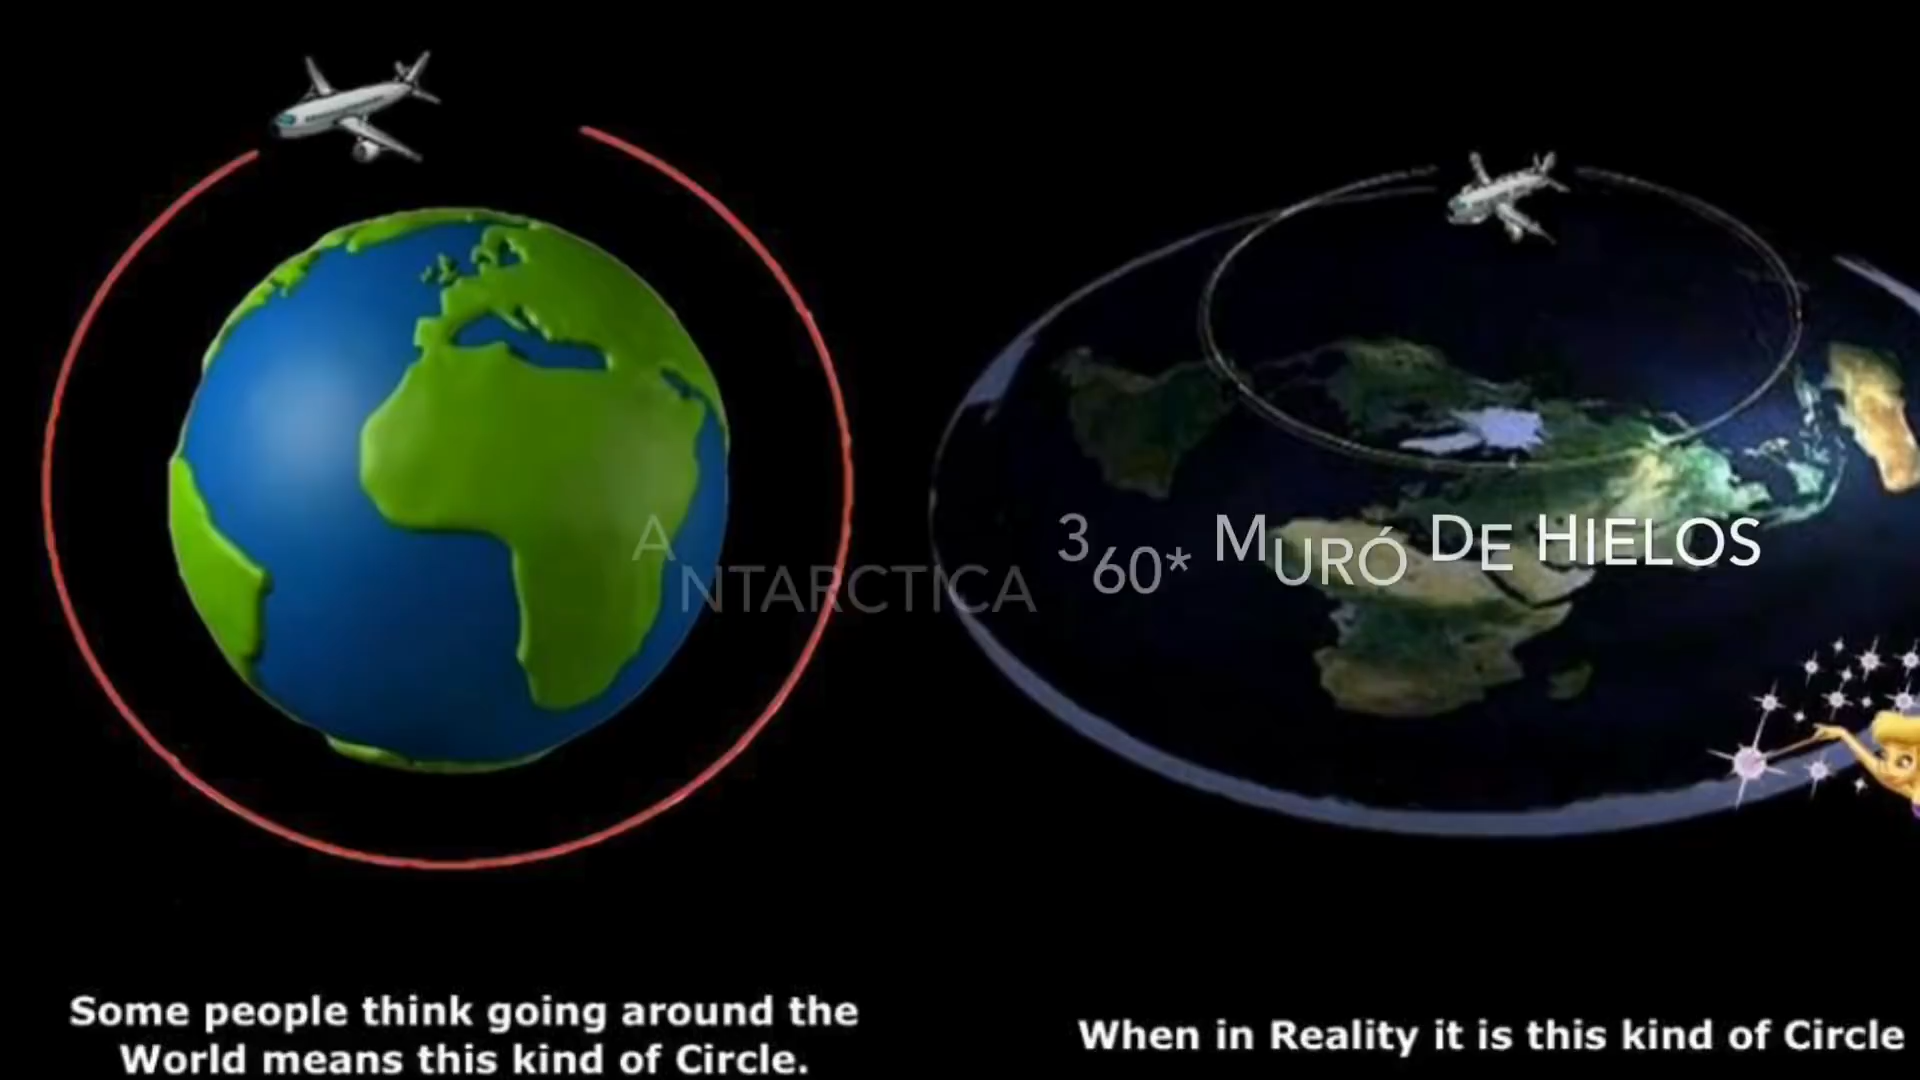 ANTARCTICA 360* MURÓ DE HIELOS
Some people think going around the
World means this kind of Circle.
When in Reality it is this kind of Circle